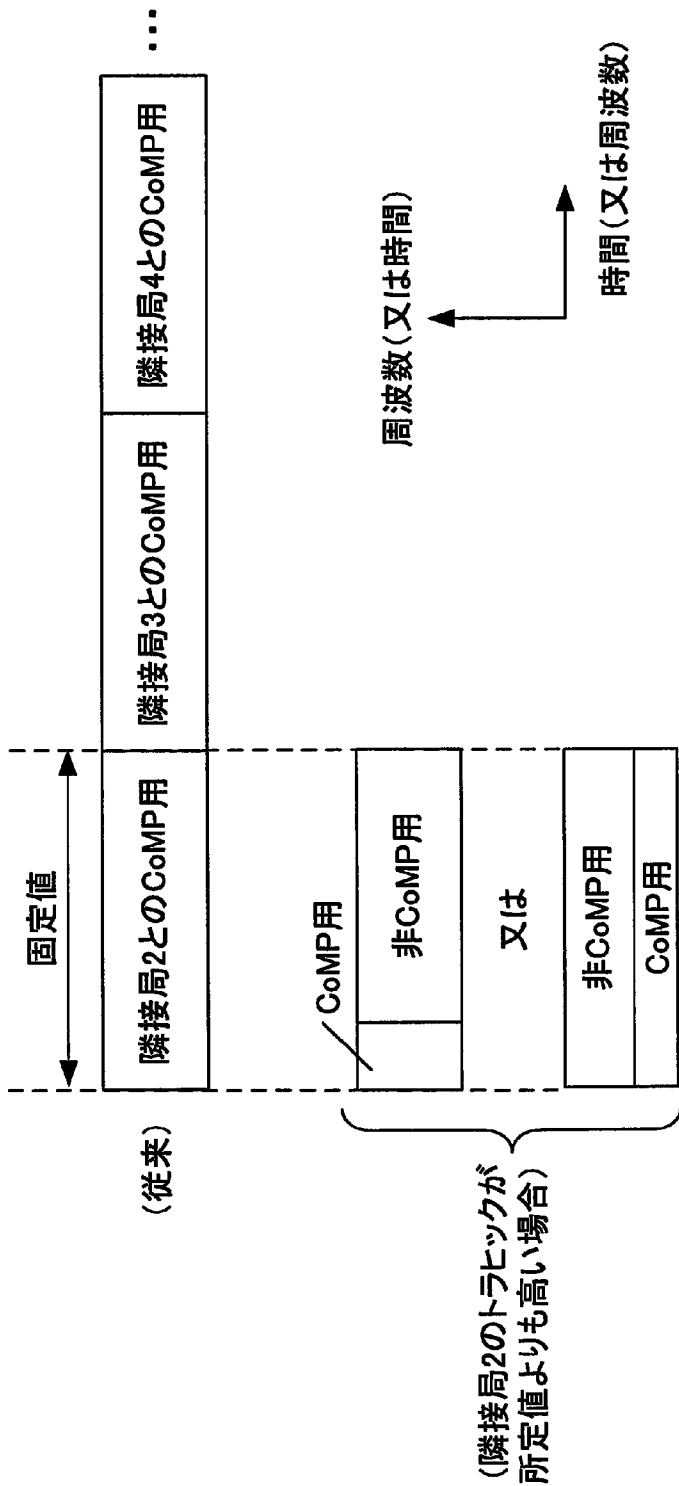 固定値
(従来)
隣接局2とのCoMP用
隣接局3とのCoMP用
隣接局4とのCoMP用
…
CoMP用
非CoMP用
又は
非CoMP用
CoMP用
(隣接局2のトラヒックが
所定値よりも高い場合)
周波数(又は時間)
時間(又は周波数)